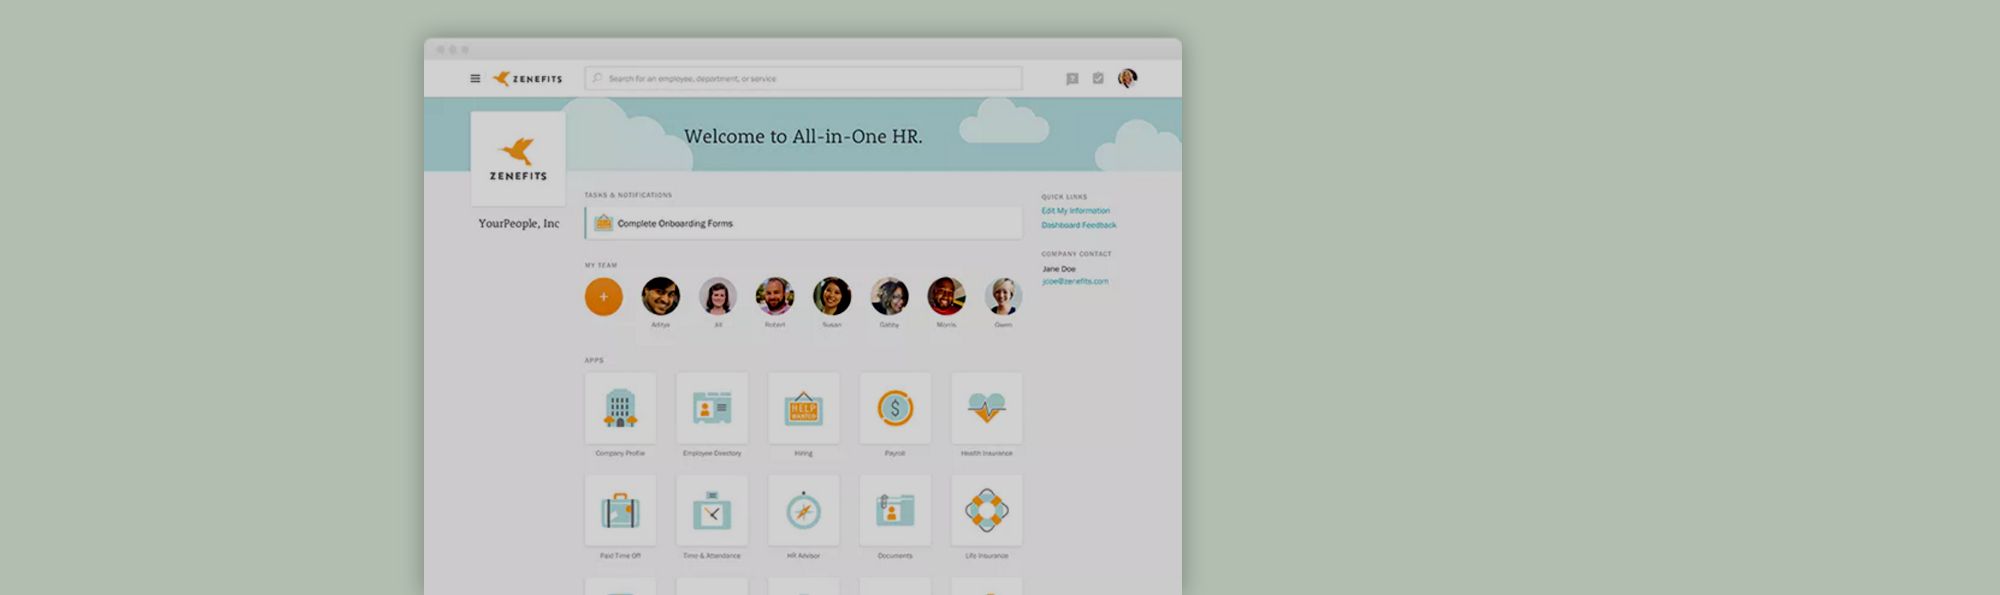 ZENEFITS
Search for an employee, department, or service
Welcome to All-in-One HR.
ZENEFITS
YourPeople, Inc
TASKS & NOTIFICATIONS
Complete Onboarding Forms
QUICK LINKS
Edit My Information
Dashboard Feedback
COMPANY CONTACT
Jane Doe
jdoe@zenefits.com
MY TEAM
Aditya
Jill
Robert
Susan
Gabby
Morris
Gwen
APPS
HELP
WANTED
Company Profile
Employee Directory
Hiring
Payroll
Health Insurance
Paid Time Off
Time & Attendance
HR Advisor
Documents
Life Insurance